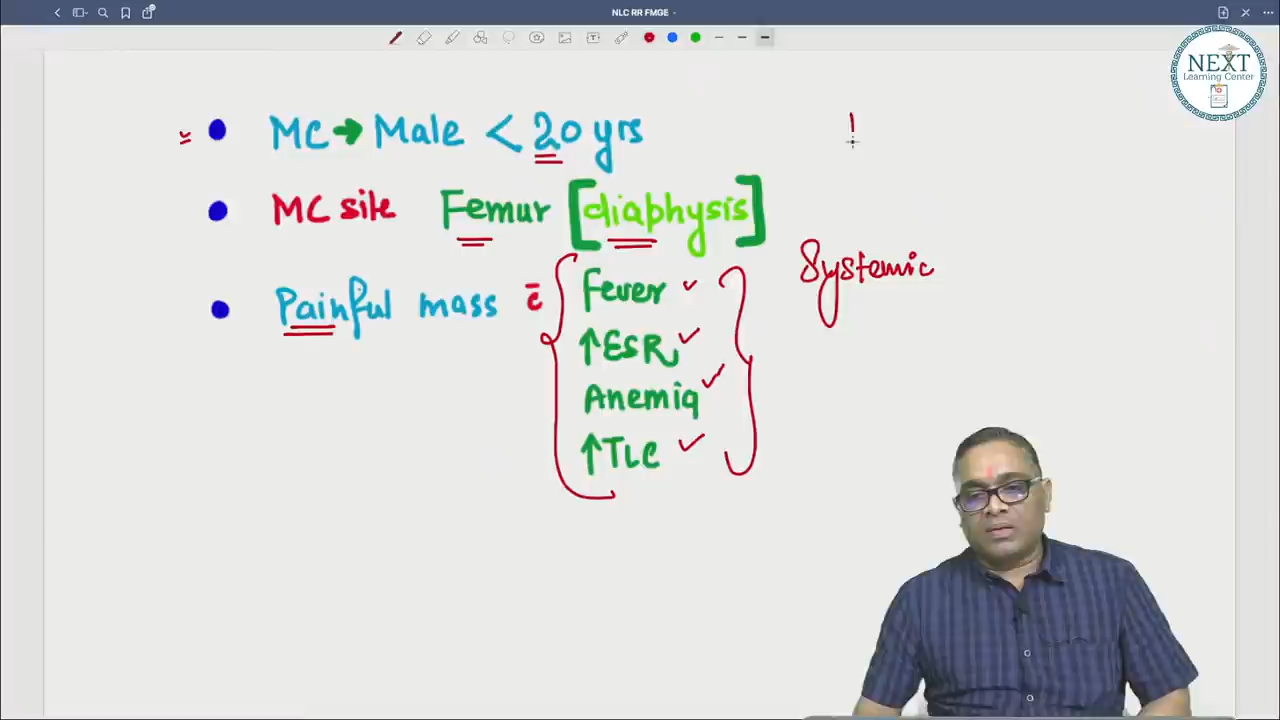 NLC RR FMGE
NEXT
Learning Center
MC → Male < 20 yrs
MC site Femur [diaphysis]
Painful mass c̄
Fever ✓
↑ESR ✓
Anemia ✓
↑TLC ✓
Systemic